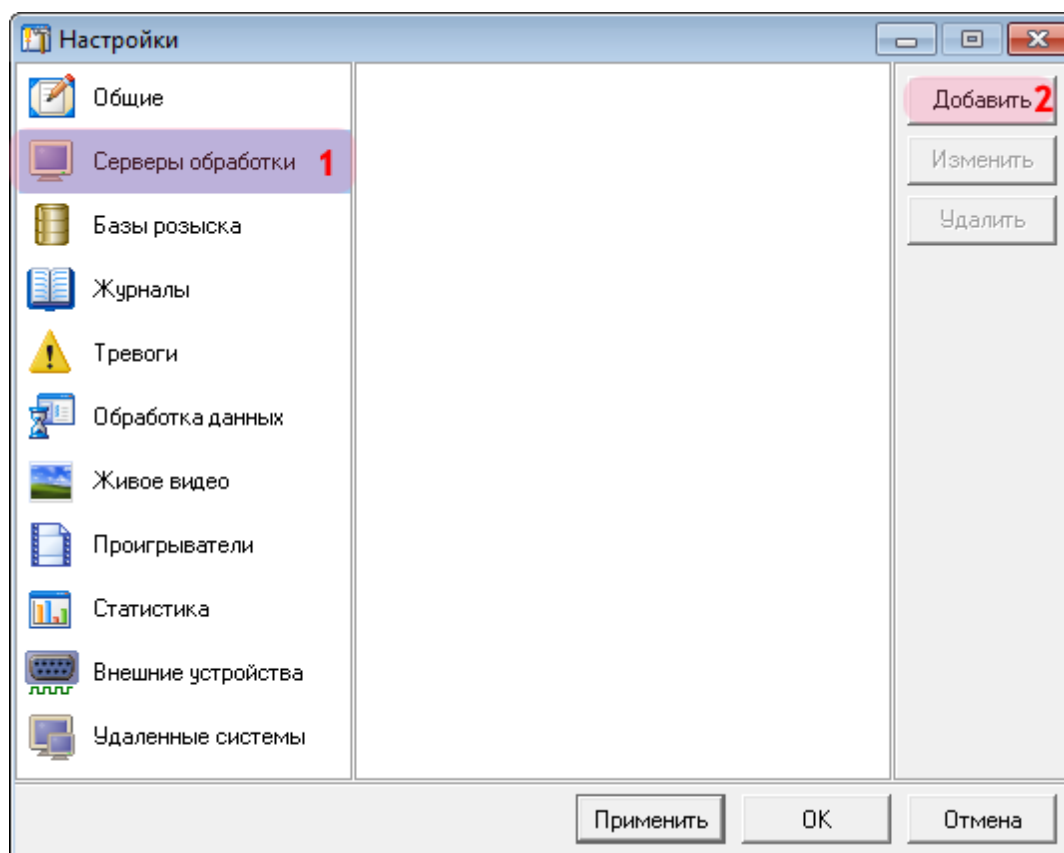 Настройки
Общие
Серверы обработки 1
Базы розыска
Журналы
Тревоги
Обработка данных
Живое видео
Проигрыватели
Статистика
Внешние устройства
Удаленные системы
Добавить 2
Изменить
Удалить
Применить
ОК
Отмена